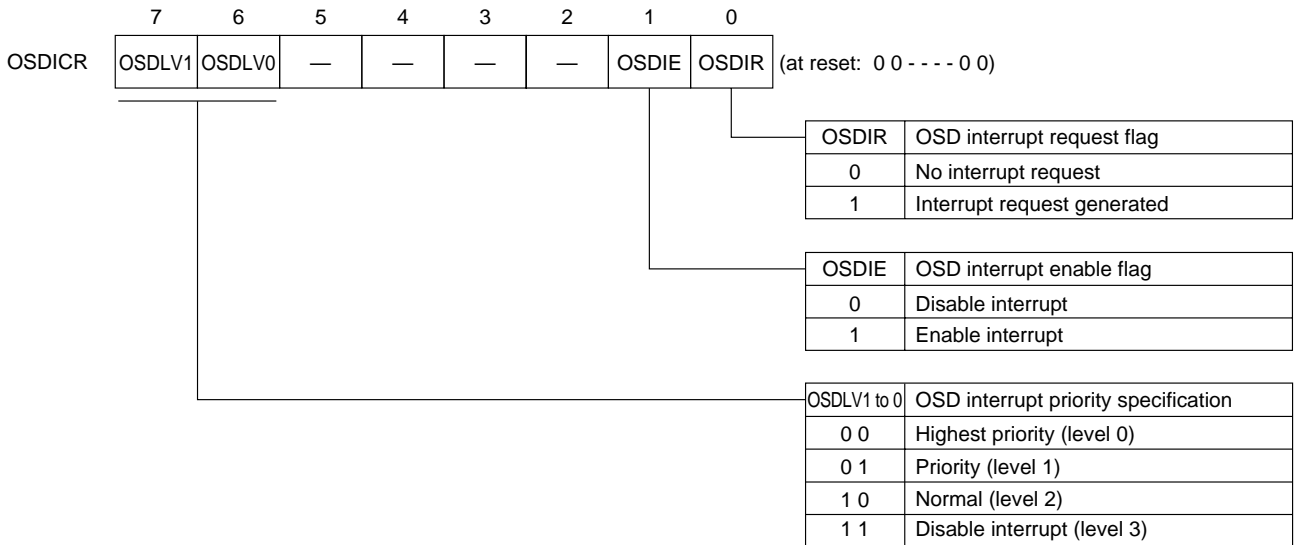 7 6 5 4 3 2 1 0
OSDICR OSDLV1 OSDLV0 — — — — OSDIE OSDIR (at reset: 0 0 - - - - 0 0)
OSDIR OSD interrupt request flag
0 No interrupt request
1 Interrupt request generated
OSDIE OSD interrupt enable flag
0 Disable interrupt
1 Enable interrupt
OSDLV1 to 0 OSD interrupt priority specification
0 0 Highest priority (level 0)
0 1 Priority (level 1)
1 0 Normal (level 2)
1 1 Disable interrupt (level 3)